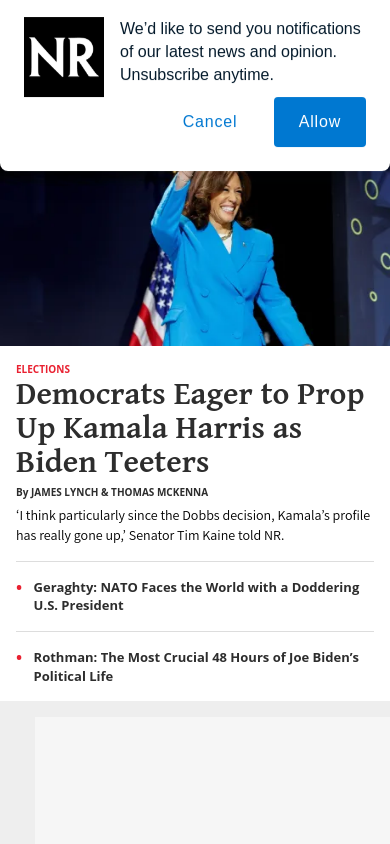 NR
We’d like to send you notifications
of our latest news and opinion.
Unsubscribe anytime.
Cancel
Allow
ELECTIONS
Democrats Eager to Prop
Up Kamala Harris as
Biden Teeters
By JAMES LYNCH & THOMAS MCKENNA
‘I think particularly since the Dobbs decision, Kamala’s profile
has really gone up,’ Senator Tim Kaine told NR.
• Geraghty: NATO Faces the World with a Doddering
U.S. President
• Rothman: The Most Crucial 48 Hours of Joe Biden’s
Political Life